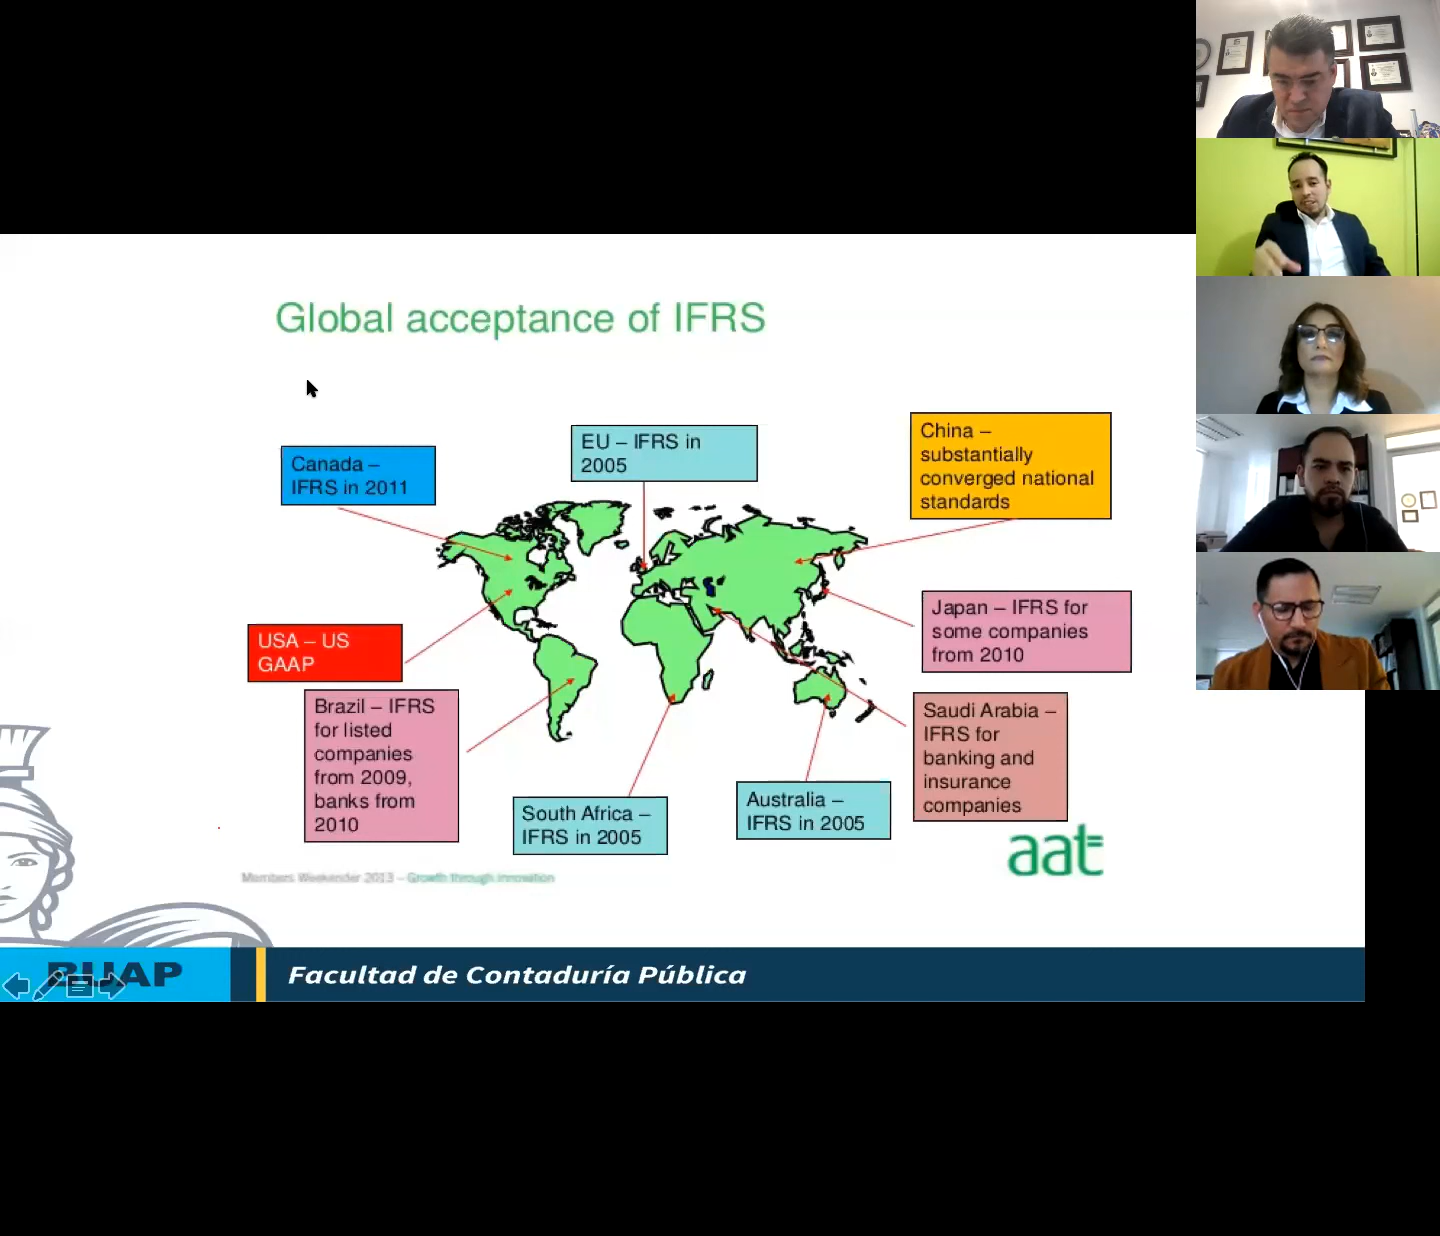 Global acceptance of IFRS
Canada –
IFRS in 2011
EU – IFRS in
2005
China –
substantially
converged national
standards
USA – US
GAAP
Japan – IFRS for
some companies
from 2010
Brazil – IFRS
for listed
companies
from 2009,
banks from
2010
South Africa –
IFRS in 2005
Australia –
IFRS in 2005
Saudi Arabia –
IFRS for
banking and
insurance
companies
aat
Members Weekender 2013 – Growth through innovation
BUAP
Facultad de Contaduría Pública